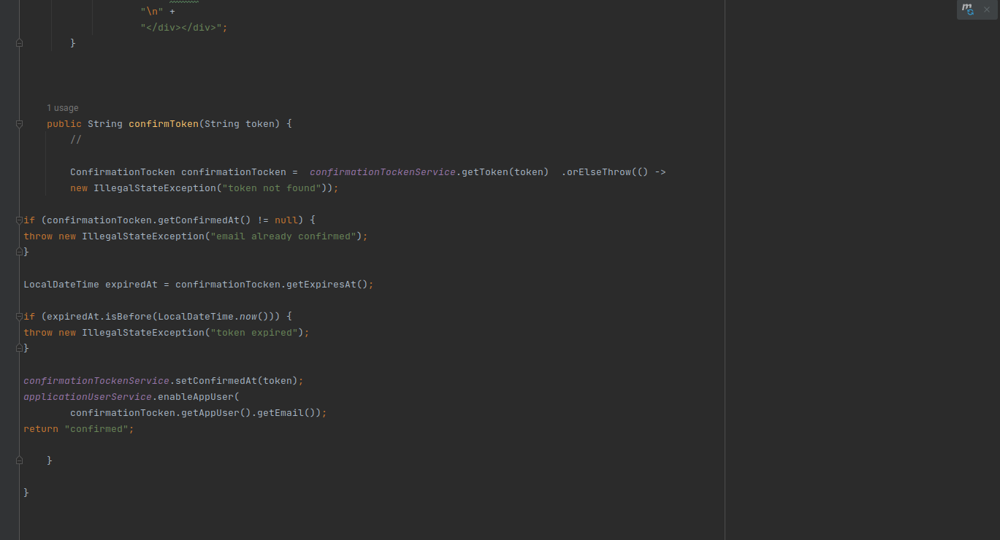 "\n" +
"</div></div>";
}
1 usage
public String confirmToken(String token) {
//
ConfirmationTocken confirmationTocken =  confirmationTockenService.getToken(token)  .orElseThrow(() ->
new IllegalStateException("token not found"));
if (confirmationTocken.getConfirmedAt() != null) {
throw new IllegalStateException("email already confirmed");
}
LocalDateTime expiredAt = confirmationTocken.getExpiresAt();
if (expiredAt.isBefore(LocalDateTime.now())) {
throw new IllegalStateException("token expired");
}
confirmationTockenService.setConfirmedAt(token);
applicationUserService.enableAppUser(
confirmationTocken.getAppUser().getEmail());
return "confirmed";
}
}
m